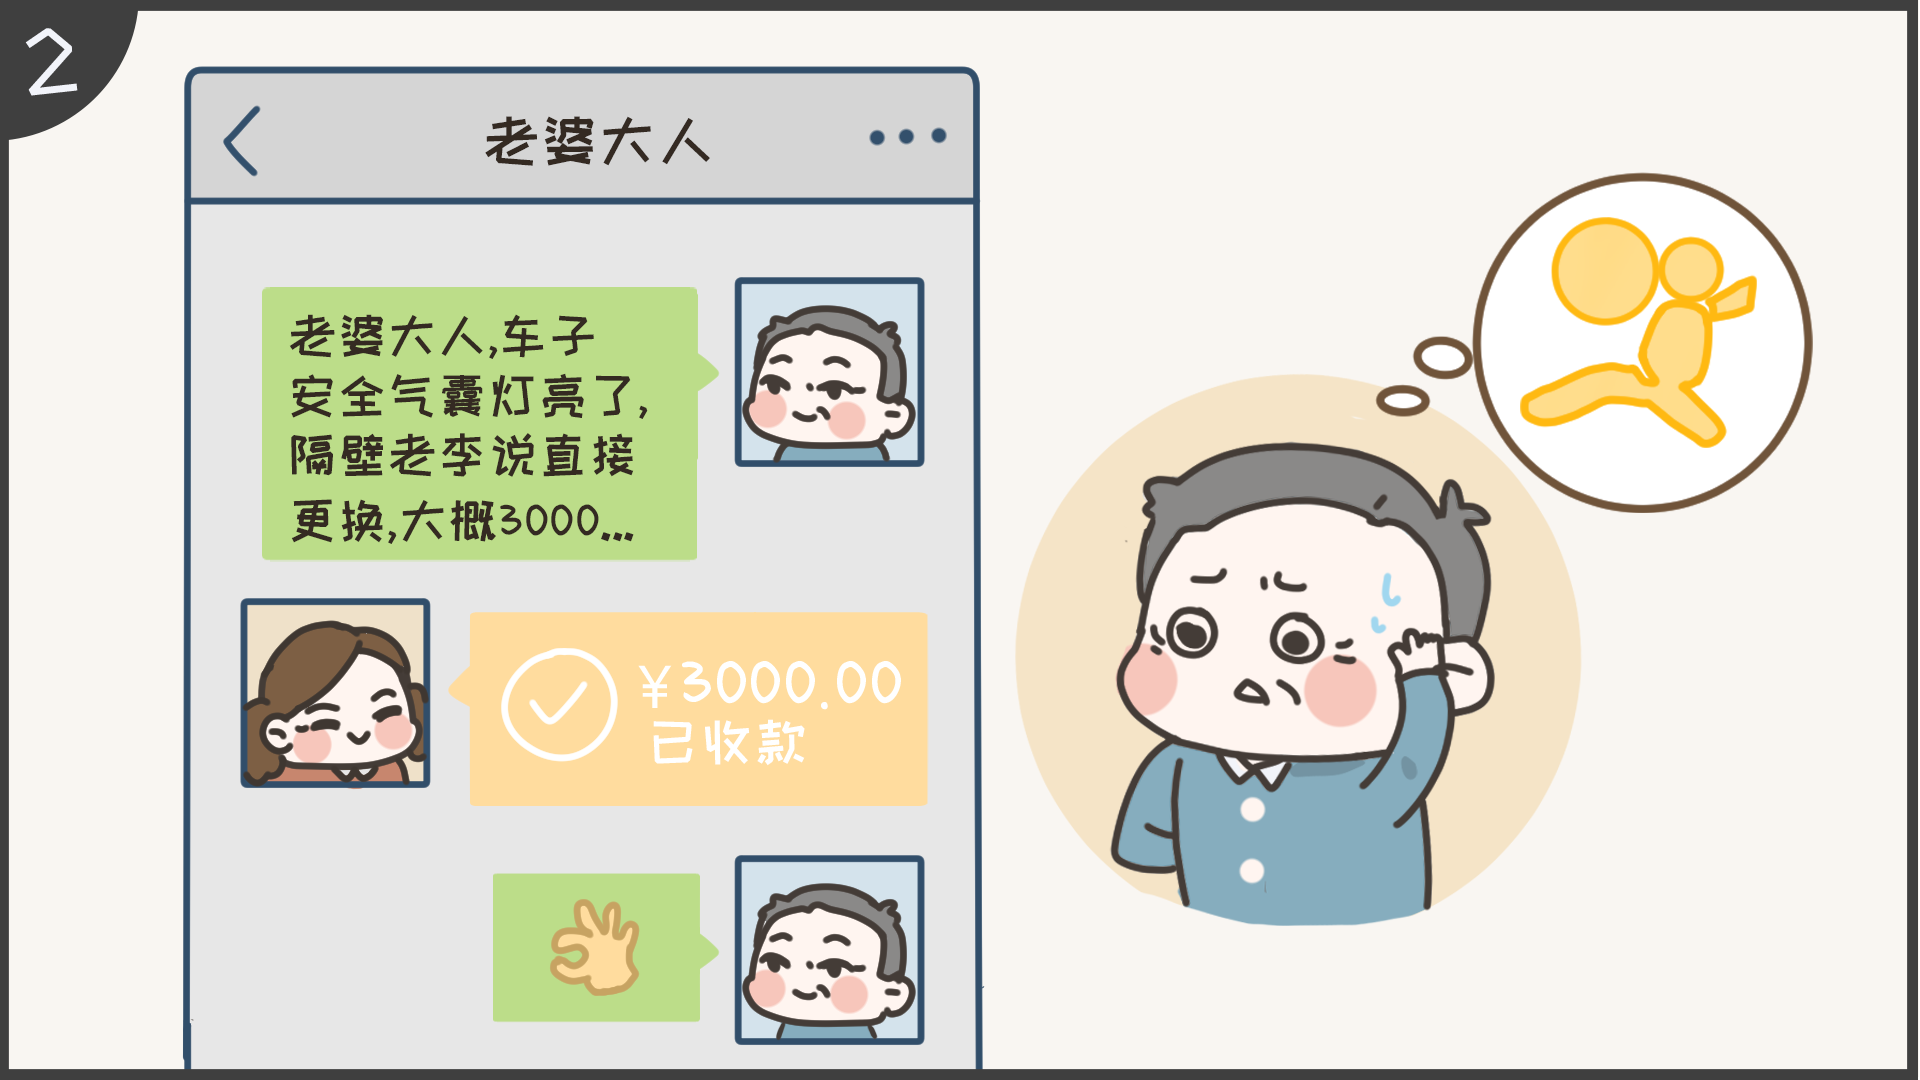 2
老婆大人
老婆大人,车子
安全气囊灯亮了,
隔壁老李说直接
更换,大概3000...
¥3000.00
已收款